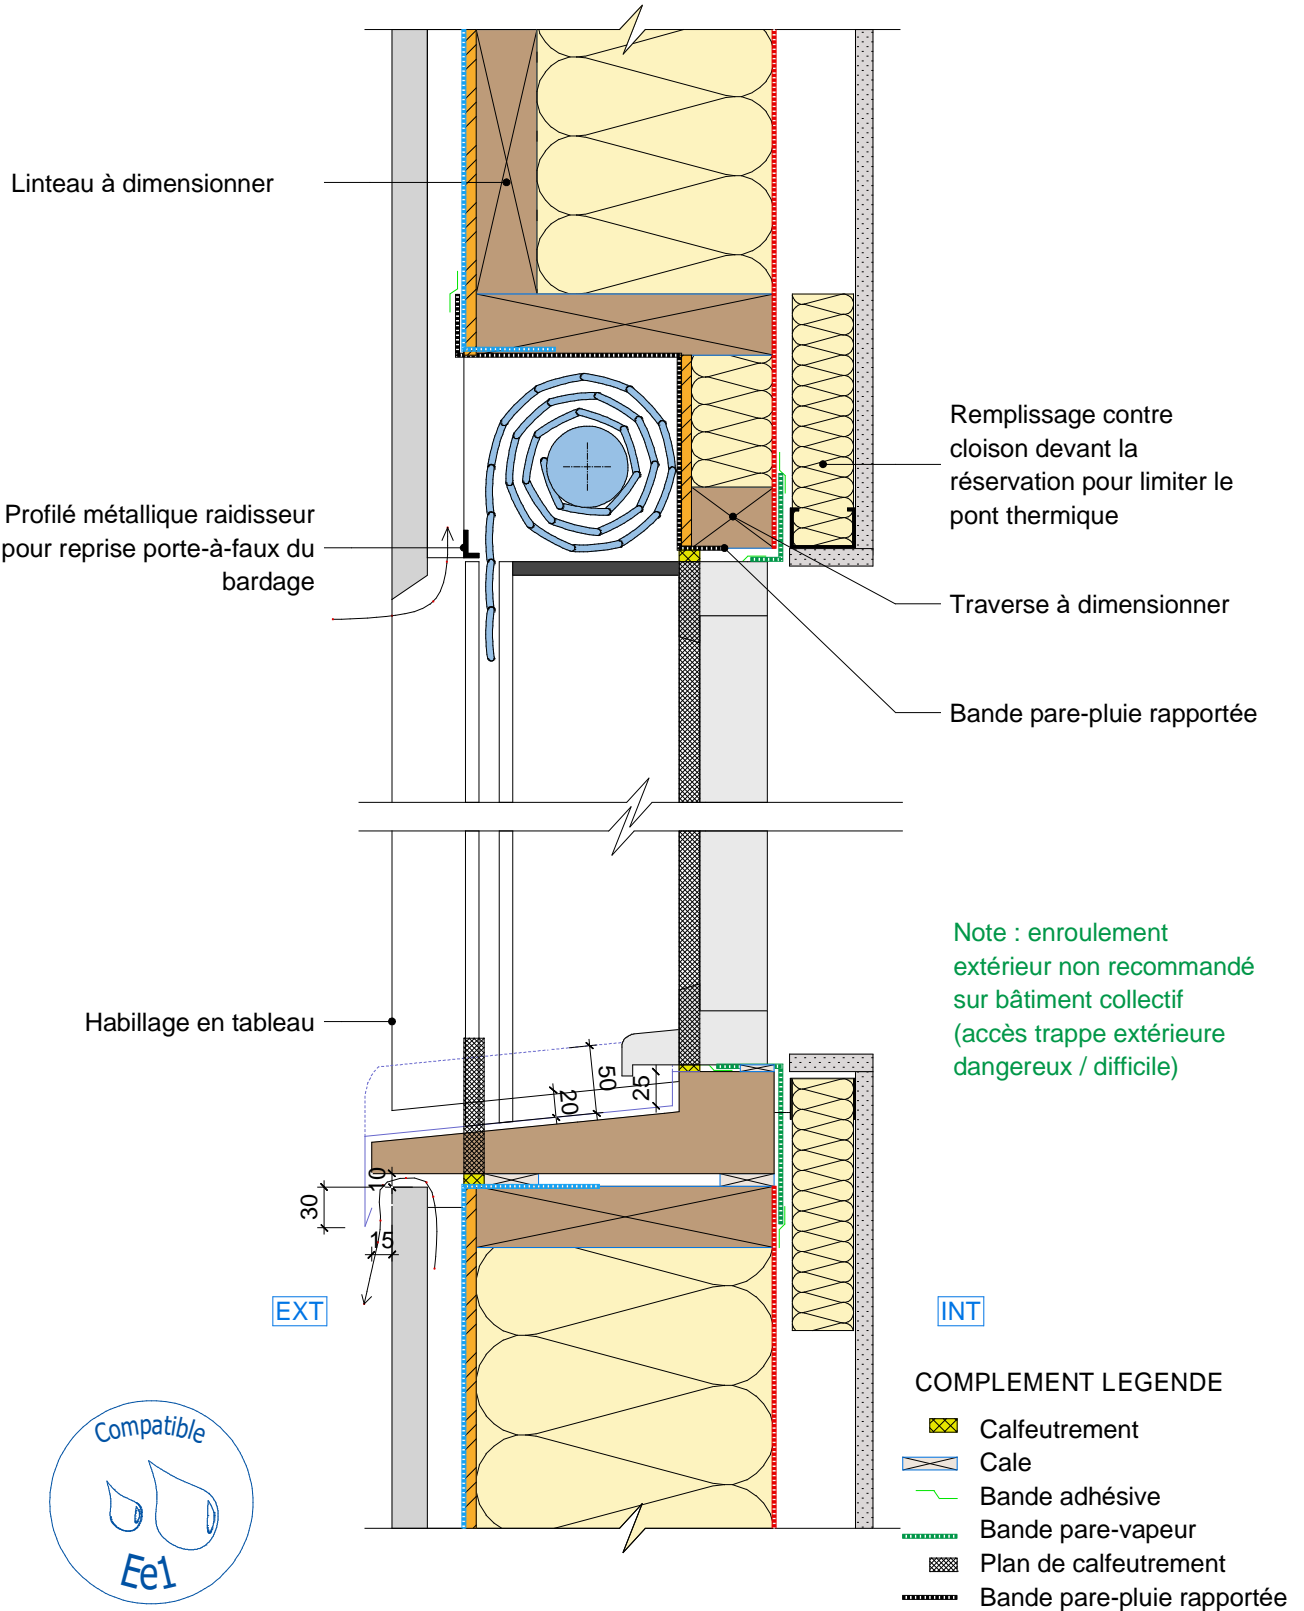 Linteau à dimensionner
Remplissage contre
cloison devant la
réservation pour limiter le
pont thermique
Profilé métallique raidisseur
pour reprise porte-à-faux du
bardage
Traverse à dimensionner
Bande pare-pluie rapportée
Note : enroulement
extérieur non recommandé
sur bâtiment collectif
(accès trappe extérieure
dangereux / difficile)
Habillage en tableau
50
25
20
10
30
15
EXT
INT
COMPLEMENT LEGENDE
Calfeutrement
Cale
Bande adhésive
Bande pare-vapeur
Plan de calfeutrement
Bande pare-pluie rapportée
Compatible
Ee1